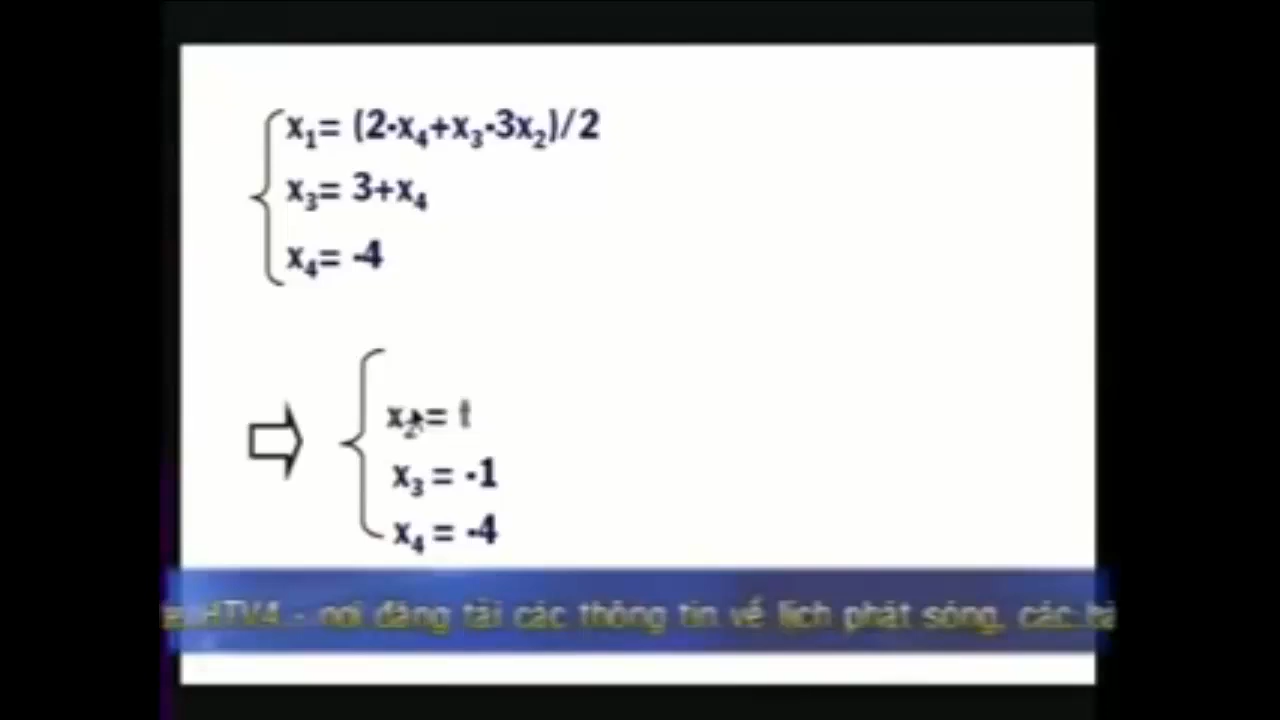 x₁= (2-x₄+x₃-3x₂)/2
x₃= 3+x₄
x₄= -4
x₂= t
x₃ = -1
x₄ = -4
HTV4 - nơi đăng tải các thông tin về lịch phát sóng, các